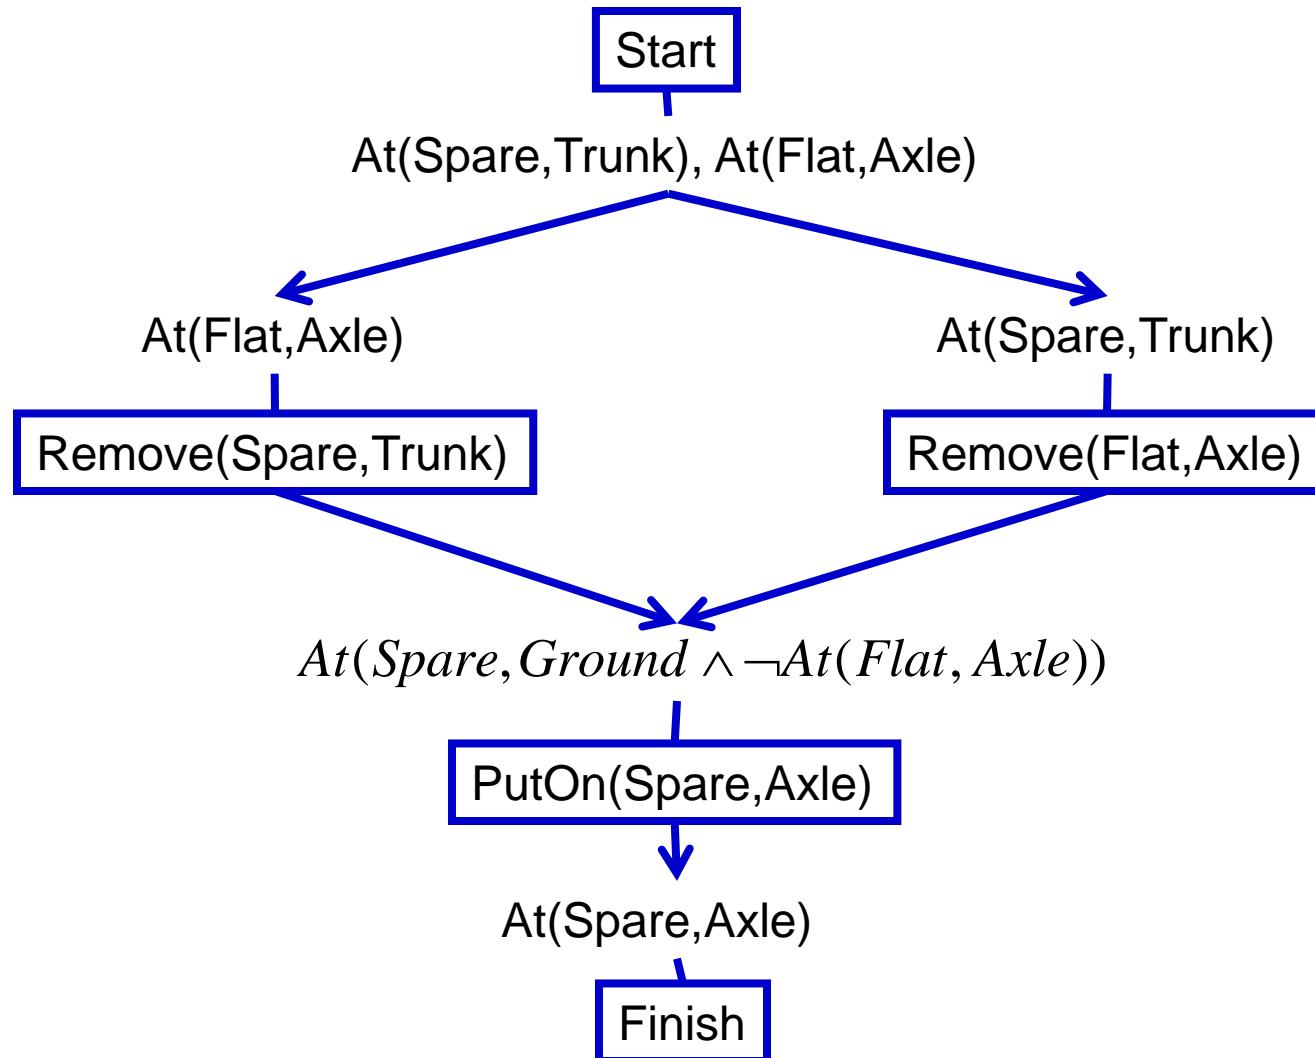 Start
At(Spare,Trunk), At(Flat,Axle)
At(Flat,Axle)
At(Spare,Trunk)
Remove(Spare,Trunk)
Remove(Flat,Axle)
At(Spare,Ground ∧ ¬At(Flat, Axle))
PutOn(Spare,Axle)
At(Spare,Axle)
Finish